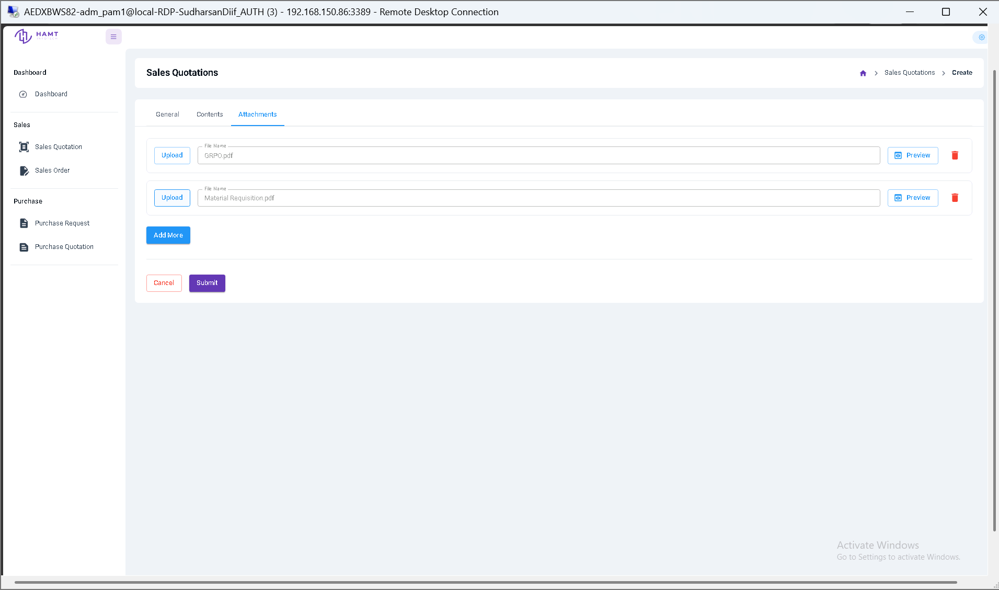 AEDXBWS82-adm_pam1@local-RDP-SudharsanDiif_AUTH (3) - 192.168.150.86:3389 - Remote Desktop Connection
HAMT
INFOTECH
Dashboard
Dashboard
Sales
Sales Quotation
Sales Order
Purchase
Purchase Request
Purchase Quotation
Sales Quotations
Sales Quotations > Create
General Contents Attachments
File Name
Upload GRPO.pdf Preview
File Name
Upload Material Requisition.pdf Preview
Add More
Cancel Submit
Activate Windows
Go to Settings to activate Windows.